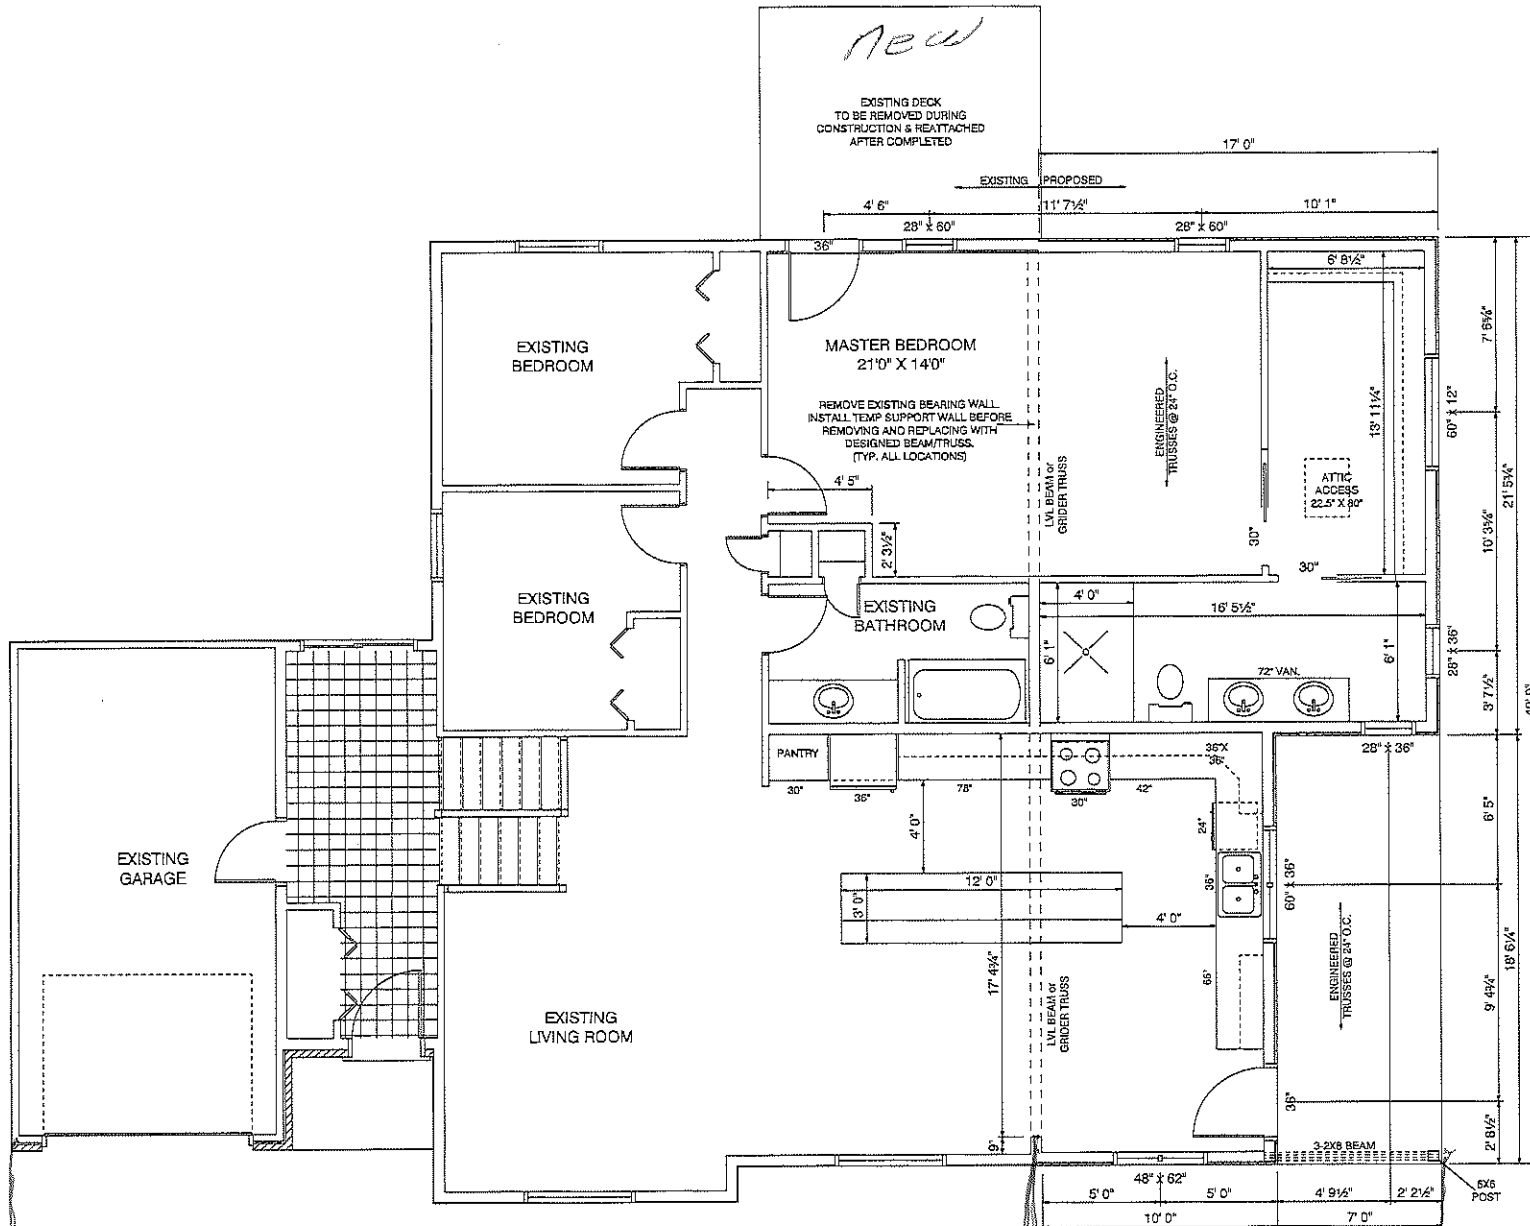 new
EXISTING DECK
TO BE REMOVED DURING
CONSTRUCTION & REATTACHED
AFTER COMPLETED
17' 0"
EXISTING PROPOSED
4' 6"
11' 7½"
10' 1"
28" X 60"
28" X 60"
36"
6' 8½"
7' 6¾"
EXISTING
BEDROOM
MASTER BEDROOM
21'0" X 14'0"
REMOVE EXISTING BEARING WALL
INSTALL TEMP SUPPORT WALL BEFORE
REMOVING AND REPLACING WITH
DESIGNED BEAM/TRUSS.
(TYP. ALL LOCATIONS)
ENGINEERED
TRUSSES @ 24" O.C.
13' 11¼"
60" X 12"
ATTIC
ACCESS
22.5" X 80"
21' 5¾"
10' 3¾"
4' 5"
LVL BEAM or
GRIDER TRUSS
2' 3½"
30"
30"
EXISTING
BEDROOM
EXISTING
BATHROOM
4' 0"
16' 5½"
6' 1"
6' 1"
28" X 36"
3' 7½"
72" VAN.
PANTRY
30"
36"
78"
30"
42"
36"X
36"
28" X 36"
4' 0"
24"
6' 5"
EXISTING
GARAGE
12' 0"
3' 0"
4' 0"
36"
60" X 36"
17' 4¾"
66"
ENGINEERED
TRUSSES @ 24" O.C.
18' 6¼"
9' 4¾"
EXISTING
LIVING ROOM
LVL BEAM or
GRIDER TRUSS
36"
2' 8½"
9"
3-2X8 BEAM
48" X 62"
6X6
POST
5' 0"
5' 0"
4' 9½"
2' 2½"
10' 0"
7' 0"